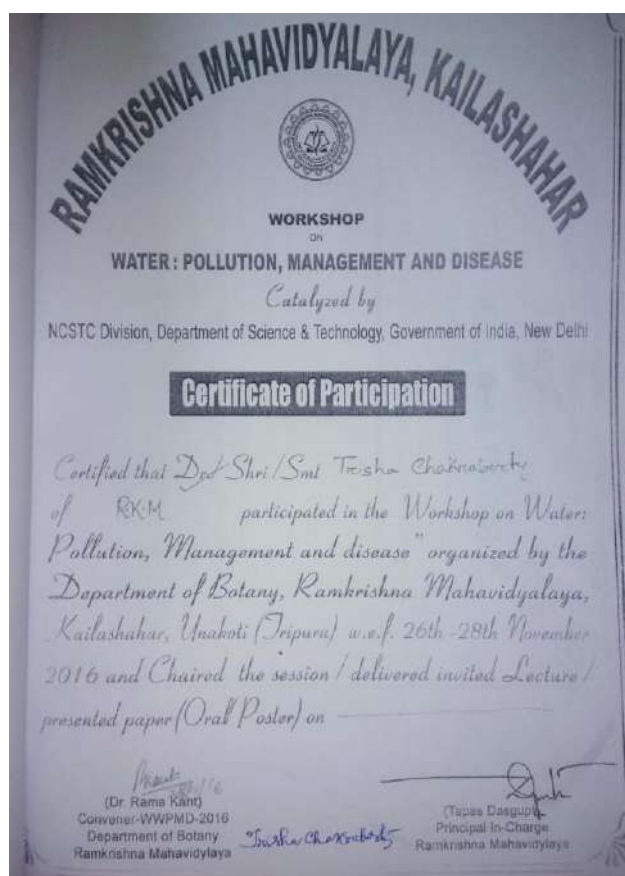 RAMKRISHNA MAHAVIDYALAYA, KAILASHAHAR
WORKSHOP
ON
WATER : POLLUTION, MANAGEMENT AND DISEASE
Catalyzed by
NCSTC Division, Department of Science & Technology, Government of India, New Delhi
Certificate of Participation
Certified that Dr./ Shri/Smt Tresha Chakraborty
of R.K.M participated in the Workshop on Water:
Pollution, Management and disease" organized by the
Department of Botany, Ramkrishna Mahavidyalaya,
Kailashahar, Unakoti (Tripura) w.e.f. 26th -28th November
2016 and Chaired the session / delivered invited Lecture /
presented paper (Oral/Poster) on
(Dr. Rama Kant)
Convener-WWPMD-2016
Department of Botany
Ramkrishna Mahavidylaya
Trisha Chakraborty
(Tapas Dasgupta)
Principal In-Charge
Ramkrishna Mahavidylaya